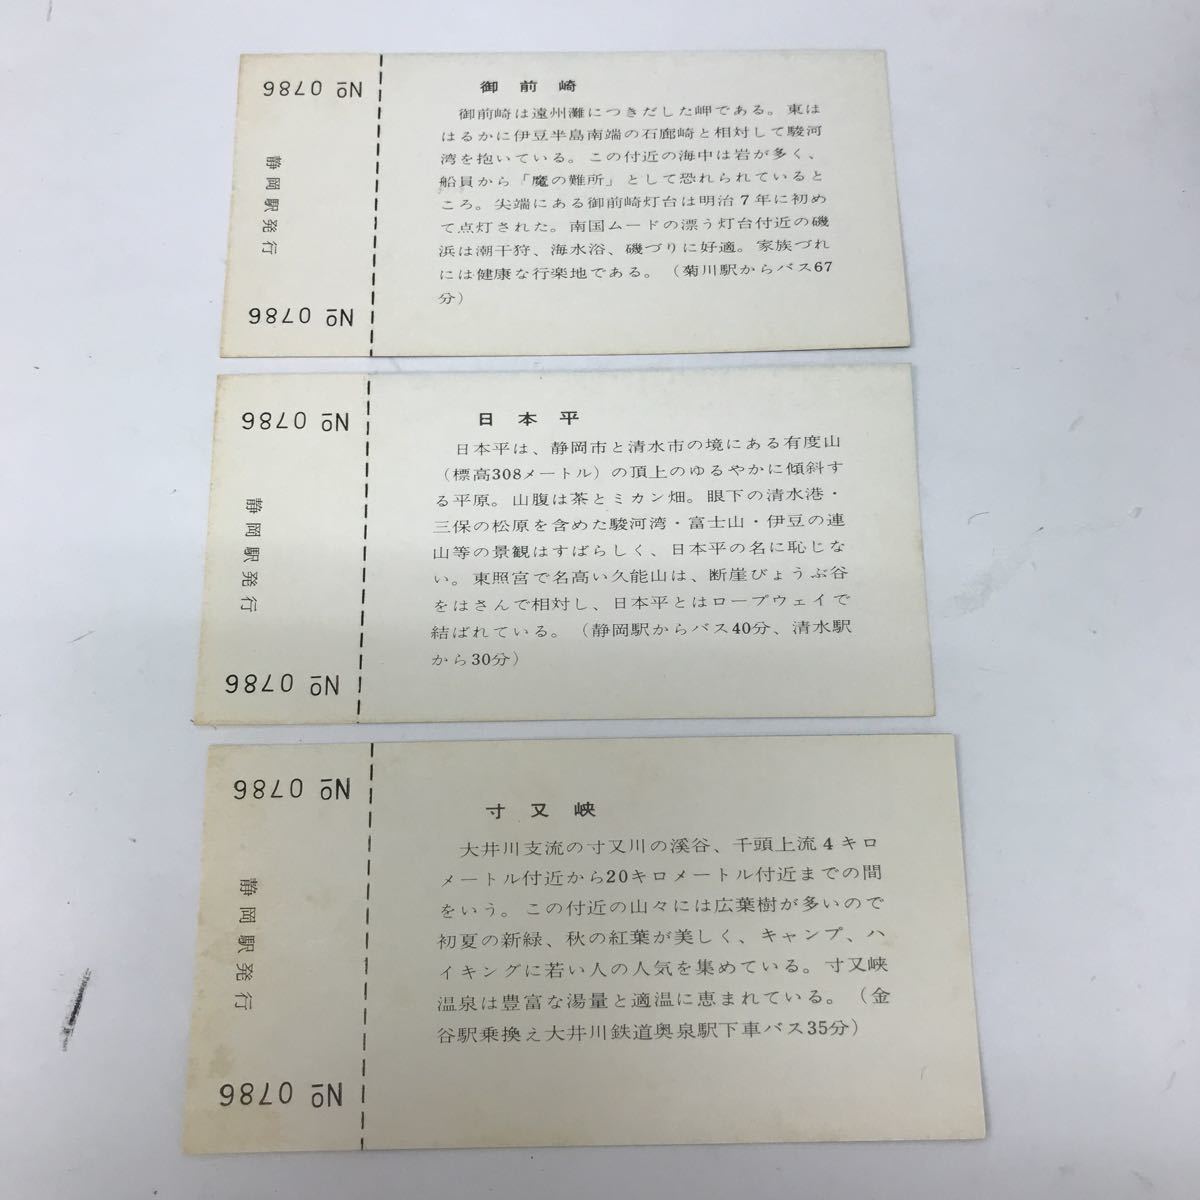 № 0786
静岡駅発行
№ 0786
御前崎
御前崎は遠州灘につきだした岬である。東は
はるかに伊豆半島南端の石廊崎と相対して駿河
湾を抱いている。この付近の海中は岩が多く、
船員から「魔の難所」として恐れられていると
ころ。尖端にある御前崎灯台は明治7年に初め
て点灯された。南国ムードの漂う灯台付近の磯
浜は潮干狩、海水浴、磯づりに好適。家族づれ
には健康な行楽地である。（菊川駅からバス67
分）
№ 0786
静岡駅発行
№ 0786
日本平
日本平は、静岡市と清水市の境にある有度山
（標高308メートル）の頂上のゆるやかに傾斜す
る平原。山腹は茶とミカン畑。眼下の清水港・
三保の松原を含めた駿河湾・富士山・伊豆の連
山等の景観はすばらしく、日本平の名に恥じな
い。東照宮で名高い久能山は、断崖びょうぶ谷
をはさんで相対し、日本平とはロープウェイで
結ばれている。（静岡駅からバス40分、清水駅
から30分）
№ 0786
静岡駅発行
№ 0786
寸又峡
大井川支流の寸又川の渓谷、千頭上流4キロ
メートル付近から20キロメートル付近までの間
をいう。この付近の山々には広葉樹が多いので
初夏の新緑、秋の紅葉が美しく、キャンプ、ハ
イキングに若い人の人気を集めている。寸又峡
温泉は豊富な湯量と適温に恵まれている。（金
谷駅乗換え大井川鉄道奥泉駅下車バス35分）